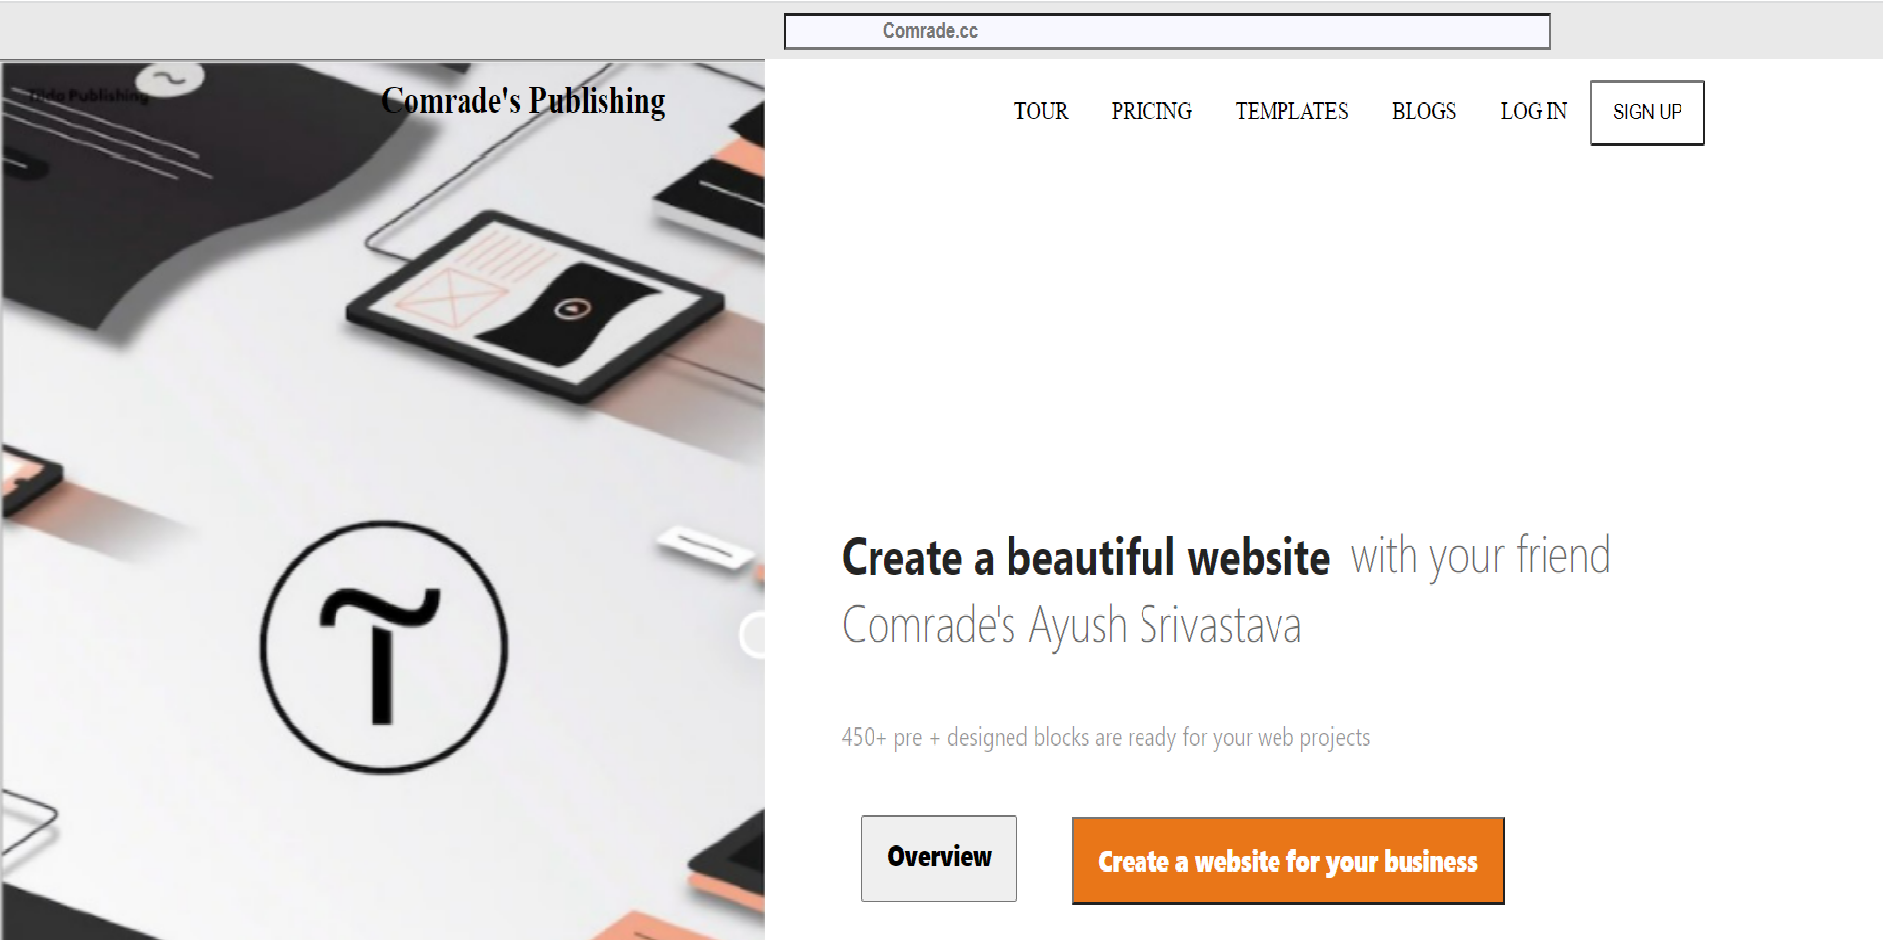 Comrade.cc
Tilda Publishing
Comrade's Publishing
TOUR PRICING TEMPLATES BLOGS LOG IN SIGN UP
Create a beautiful website with your friend
Comrade's Ayush Srivastava
450+ pre + designed blocks are ready for your web projects
Overview Create a website for your business